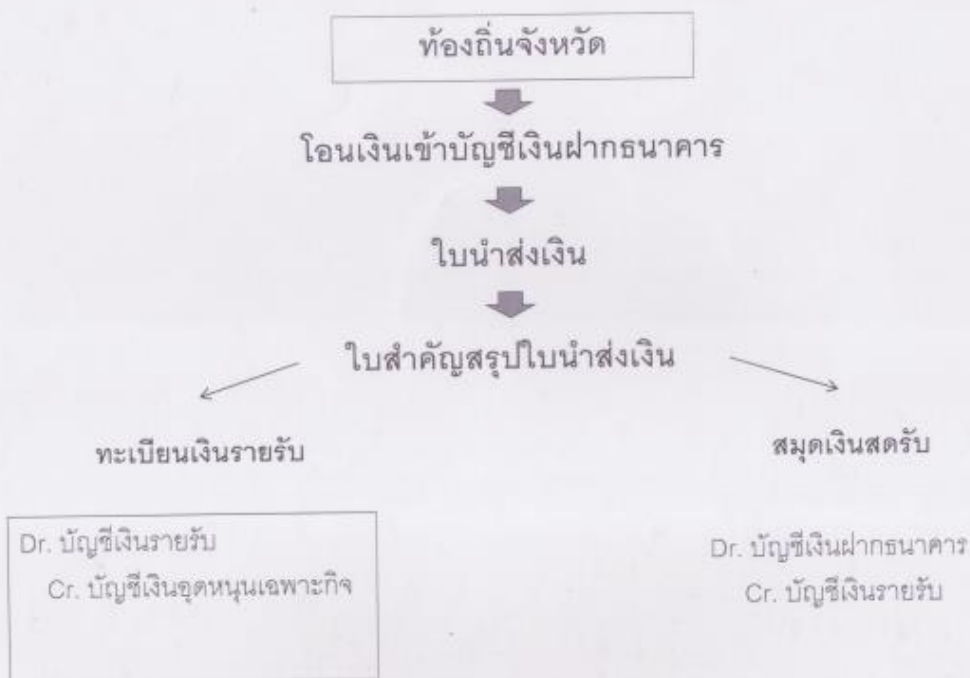 ท้องถิ่นจังหวัด
โอนเงินเข้าบัญชีเงินฝากธนาคาร
ใบนำส่งเงิน
ใบสำคัญสรุปใบนำส่งเงิน
ทะเบียนเงินรายรับ
สมุดเงินสดรับ
Dr. บัญชีเงินรายรับ
Cr. บัญชีเงินอุดหนุนเฉพาะกิจ
Dr. บัญชีเงินฝากธนาคาร
Cr. บัญชีเงินรายรับ